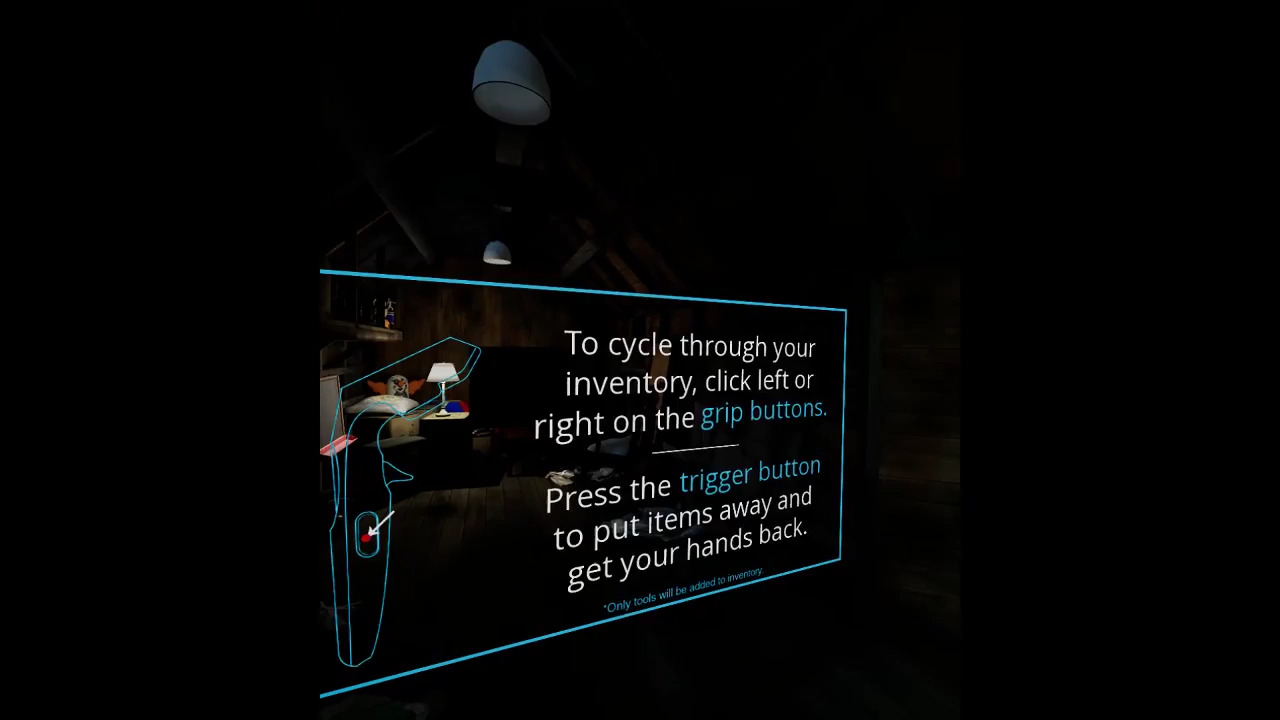 To cycle through your
inventory, click left or
right on the grip buttons.
Press the trigger button
to put items away and
get your hands back.
*Only tools will be added to inventory.